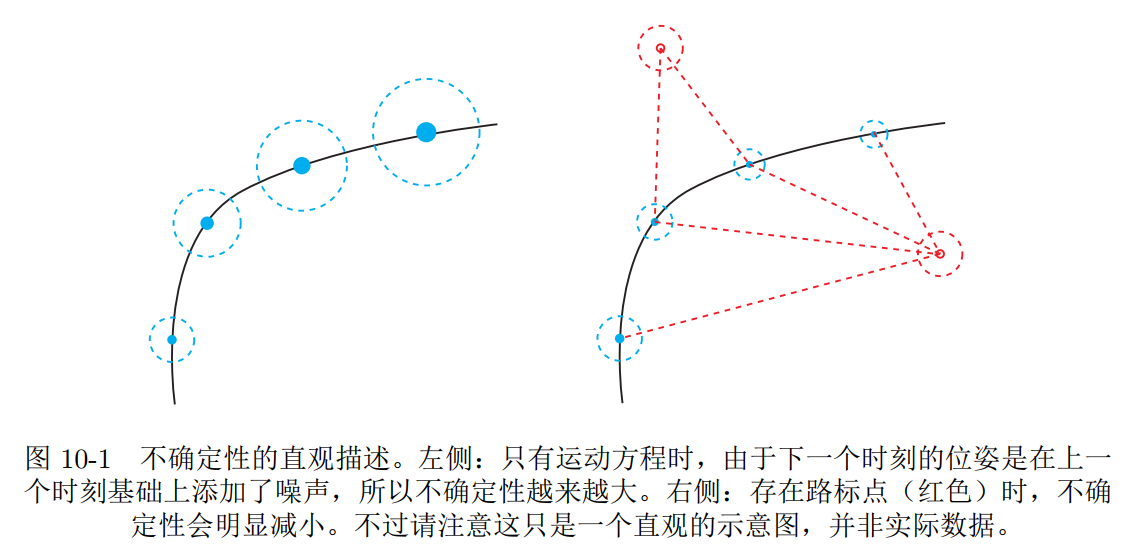 图 10-1 不确定性的直观描述。左侧：只有运动方程时，由于下一个时刻的位姿是在上一
个时刻基础上添加了噪声，所以不确定性越来越大。右侧：存在路标点（红色）时，不确
定性会明显减小。不过请注意这只是一个直观的示意图，并非实际数据。